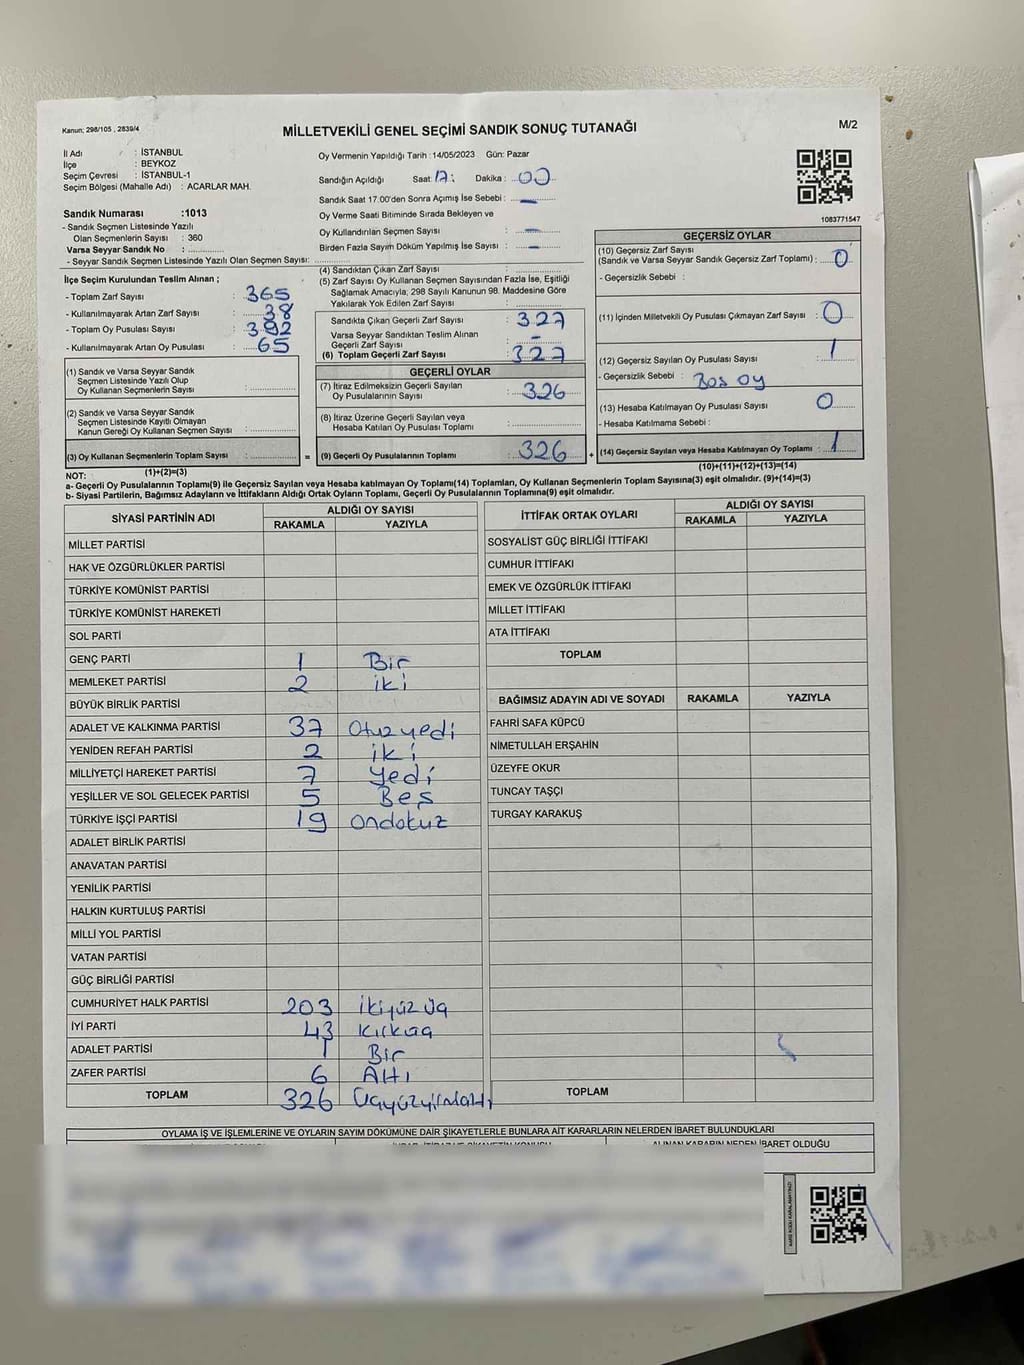 Kanun; 298/105 , 2839/4
MİLLETVEKİLİ GENEL SEÇİMİ SANDIK SONUÇ TUTANAĞI
M/2
İl Adı : İSTANBUL
İlçe : BEYKOZ
Seçim Çevresi : İSTANBUL-1
Seçim Bölgesi (Mahalle Adı) : ACARLAR MAH.
Oy Vermenin Yapıldığı Tarih :14/05/2023 Gün: Pazar
Sandığın Açıldığı Saat: 17: Dakika : 00
Sandık Saat 17:00'den Sonra Açımış İse Sebebi : —
Oy Verme Saati Bitiminde Sırada Bekleyen ve
Oy Kullandırılan Seçmen Sayısı : —
Birden Fazla Sayım Döküm Yapılmış İse Sayısı : —
1083771547
Sandık Numarası :1013
- Sandık Seçmen Listesinde Yazılı
Olan Seçmenlerin Sayısı : 360
Varsa Seyyar Sandık No :
- Seyyar Sandık Seçmen Listesinde Yazılı Olan Seçmen Sayısı:
İlçe Seçim Kurulundan Teslim Alınan ;
- Toplam Zarf Sayısı : 365
- Kullanılmayarak Artan Zarf Sayısı : 38
- Toplam Oy Pusulası Sayısı : 392
- Kullanılmayarak Artan Oy Pusulası : 65
(1) Sandık ve Varsa Seyyar Sandık
Seçmen Listesinde Yazılı Olup
Oy Kullanan Seçmenlerin Sayısı :
(2) Sandık ve Varsa Seyyar Sandık
Seçmen Listesinde Kayıtlı Olmayan
Kanun Gereği Oy Kullanan Seçmen Sayısı :
(3) Oy Kullanan Seçmenlerin Toplam Sayısı :
(1)+(2)=(3)
(4) Sandıktan Çıkan Zarf Sayısı :
(5) Zarf Sayısı Oy Kullanan Seçmen Sayısından Fazla İse, Eşitliği
Sağlamak Amacıyla, 298 Sayılı Kanunun 98. Maddesine Göre
Yakılarak Yok Edilen Zarf Sayısı :
Sandıkta Çıkan Geçerli Zarf Sayısı : 327
Varsa Seyyar Sandıktan Teslim Alınan
Geçerli Zarf Sayısı : —
(6) Toplam Geçerli Zarf Sayısı : 327
GEÇERLİ OYLAR
(7) İtiraz Edilmeksizin Geçerli Sayılan
Oy Pusulalarının Sayısı : 326
(8) İtiraz Üzerine Geçerli Sayılan veya
Hesaba Katılan Oy Pusulası Toplamı :
= (9) Geçerli Oy Pusulalarının Toplamı : 326 +
GEÇERSİZ OYLAR
(10) Geçersiz Zarf Sayısı
(Sandık ve Varsa Seyyar Sandık Geçersiz Zarf Toplamı) : 0
- Geçersizlik Sebebi :
(11) İçinden Milletvekili Oy Pusulası Çıkmayan Zarf Sayısı : 0
(12) Geçersiz Sayılan Oy Pusulası Sayısı : 1
- Geçersizlik Sebebi : Boş oy
(13) Hesaba Katılmayan Oy Pusulası Sayısı : 0
- Hesaba Katılmama Sebebi :
(14) Geçersiz Sayılan veya Hesaba Katılmayan Oy Toplamı : 1
(10)+(11)+(12)+(13)=(14)
NOT:
a- Geçerli Oy Pusulalarının Toplamı(9) ile Geçersiz Sayılan veya Hesaba katılmayan Oy Toplamı(14) Toplamları, Oy Kullanan Seçmenlerin Toplam Sayısına(3) eşit olmalıdır. (9)+(14)=(3)
b- Siyasi Partilerin, Bağımsız Adayların ve İttifakların Aldığı Ortak Oyların Toplamı, Geçerli Oy Pusulalarının Toplamına(9) eşit olmalıdır.
SİYASİ PARTİNİN ADI ALDIĞI OY SAYISI
RAKAMLA YAZIYLA
MİLLET PARTİSİ
HAK VE ÖZGÜRLÜKLER PARTİSİ
TÜRKİYE KOMÜNİST PARTİSİ
TÜRKİYE KOMÜNİST HAREKETİ
SOL PARTİ
GENÇ PARTİ 1 Bir
MEMLEKET PARTİSİ 2 iki
BÜYÜK BİRLİK PARTİSİ
ADALET VE KALKINMA PARTİSİ 37 Otuzyedi
YENİDEN REFAH PARTİSİ 2 iki
MİLLİYETÇİ HAREKET PARTİSİ 7 yedi
YEŞİLLER VE SOL GELECEK PARTİSİ 5 Beş
TÜRKİYE İŞÇİ PARTİSİ 19 ondokuz
ADALET BİRLİK PARTİSİ
ANAVATAN PARTİSİ
YENİLİK PARTİSİ
HALKIN KURTULUŞ PARTİSİ
MİLLİ YOL PARTİSİ
VATAN PARTİSİ
GÜÇ BİRLİĞİ PARTİSİ
CUMHURİYET HALK PARTİSİ 203 ikiyüz üç
İYİ PARTİ 43 kırküç
ADALET PARTİSİ 1 Bir
ZAFER PARTİSİ 6 Altı
TOPLAM 326 üçyüzyirmialtı
İTTİFAK ORTAK OYLARI ALDIĞI OY SAYISI
RAKAMLA YAZIYLA
SOSYALİST GÜÇ BİRLİĞİ İTTİFAKI
CUMHUR İTTİFAKI
EMEK VE ÖZGÜRLÜK İTTİFAKI
MİLLET İTTİFAKI
ATA İTTİFAKI
TOPLAM
BAĞIMSIZ ADAYIN ADI VE SOYADI RAKAMLA YAZIYLA
FAHRİ SAFA KÜPCÜ
NİMETULLAH ERŞAHİN
ÜZEYFE OKUR
TUNCAY TAŞÇI
TURGAY KARAKUŞ
TOPLAM
OYLAMA İŞ VE İŞLEMLERİNE VE OYLARIN SAYIM DÖKÜMÜNE DAİR ŞİKAYETLERLE BUNLARA AİT KARARLARIN NELERDEN İBARET BULUNDUKLARI
ALINAN KARARIN NEDEN İBARET OLDUĞU